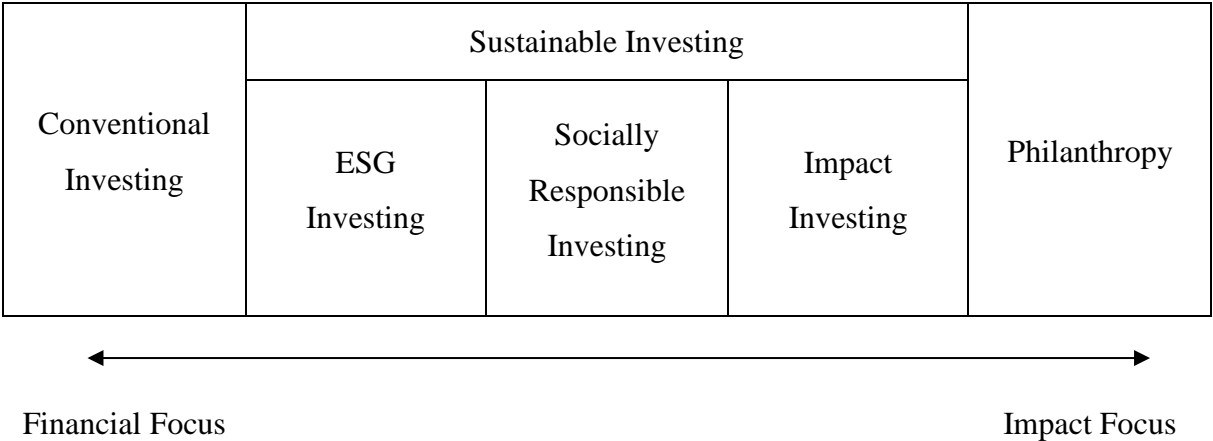 Sustainable Investing
Conventional
Investing
ESG
Investing
Socially
Responsible
Investing
Impact
Investing
Philanthropy
Financial Focus
Impact Focus